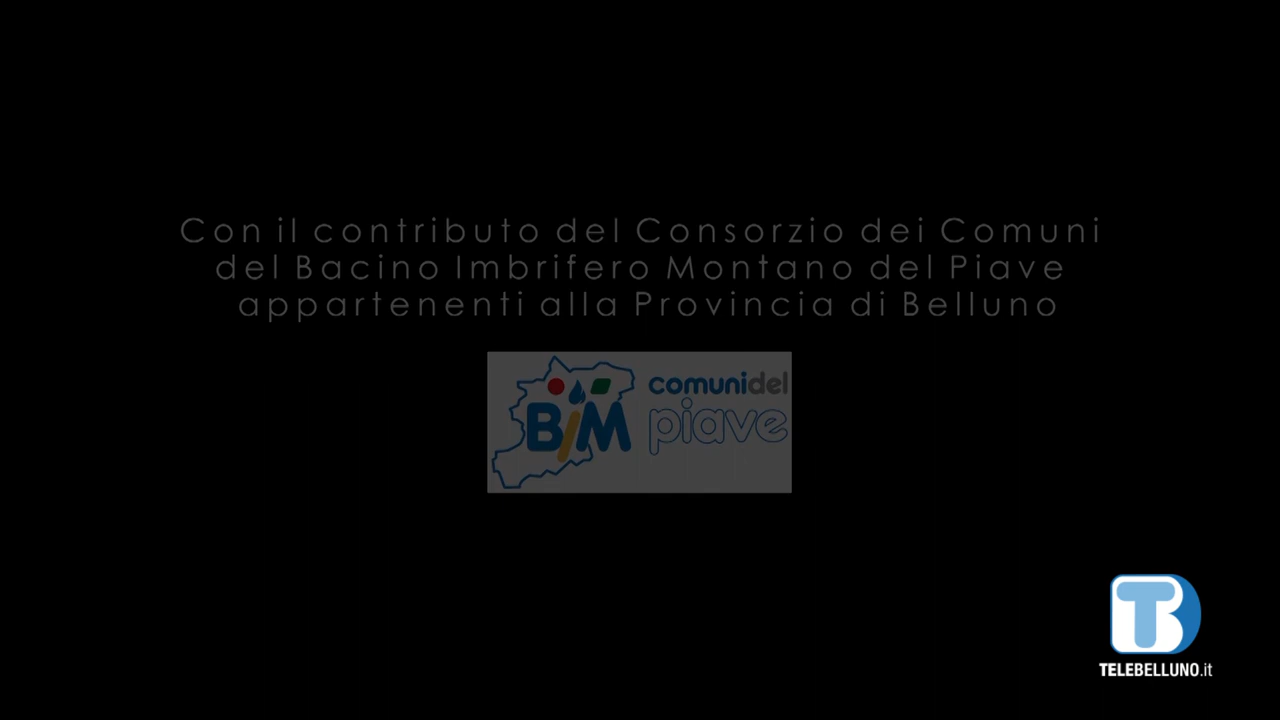 Con il contributo del Consorzio dei Comuni
del Bacino Imbrifero Montano del Piave
appartenenti alla Provincia di Belluno
BIM
comunidel
piave
TB
TELEBELLUNO.it